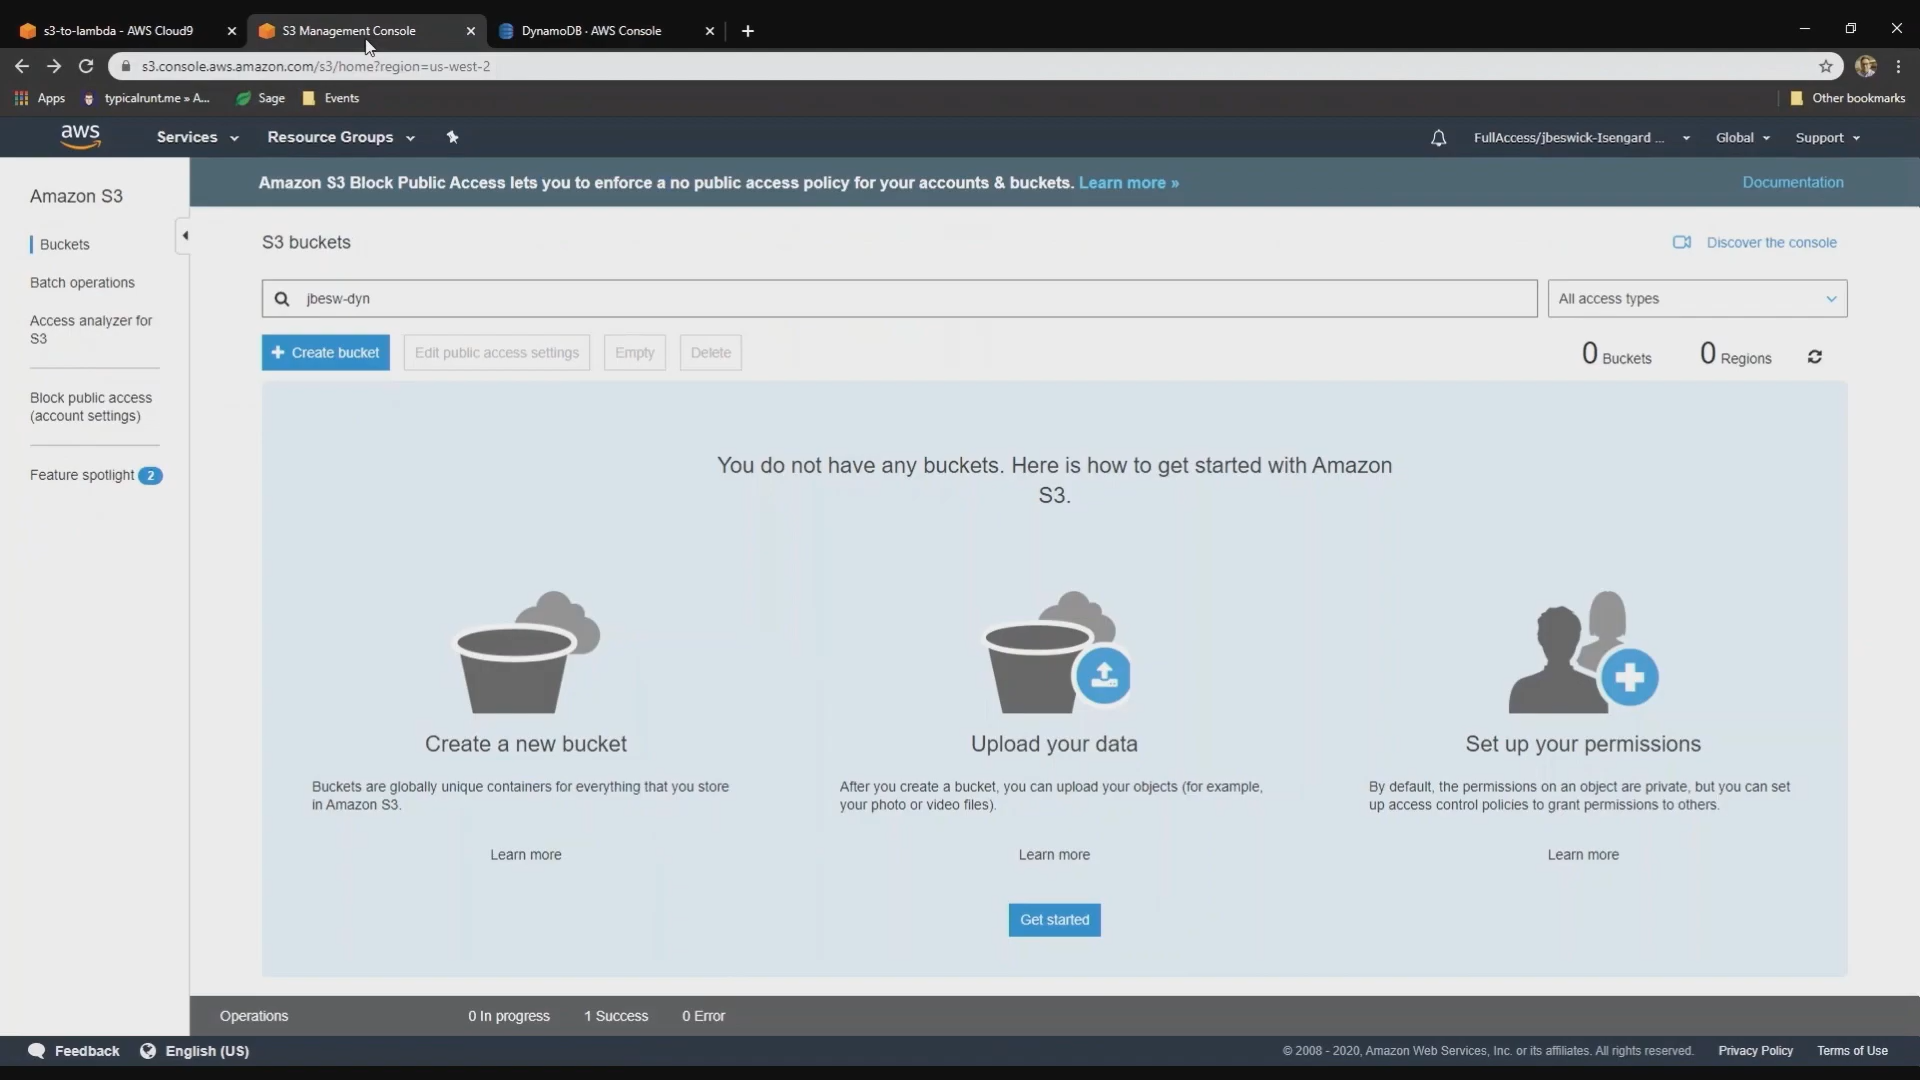 s3-to-lambda - AWS Cloud9
S3 Management Console
DynamoDB · AWS Console
s3.console.aws.amazon.com/s3/home?region=us-west-2
Apps
typicalrunt.me » A...
Sage
Events
Other bookmarks
aws
Services
Resource Groups
FullAccess/jbeswick-Isengard ...
Global
Support
Amazon S3
Buckets
Batch operations
Access analyzer for
S3
Block public access
(account settings)
Feature spotlight 2
Amazon S3 Block Public Access lets you to enforce a no public access policy for your accounts & buckets. Learn more »
Documentation
S3 buckets
Discover the console
jbesw-dyn
All access types
Create bucket
Edit public access settings
Empty
Delete
0 Buckets
0 Regions
You do not have any buckets. Here is how to get started with Amazon
S3.
Create a new bucket
Buckets are globally unique containers for everything that you store
in Amazon S3.
Learn more
Upload your data
After you create a bucket, you can upload your objects (for example,
your photo or video files).
Learn more
Set up your permissions
By default, the permissions on an object are private, but you can set
up access control policies to grant permissions to others.
Learn more
Get started
Operations
0 In progress
1 Success
0 Error
Feedback
English (US)
© 2008 - 2020, Amazon Web Services, Inc. or its affiliates. All rights reserved.
Privacy Policy
Terms of Use